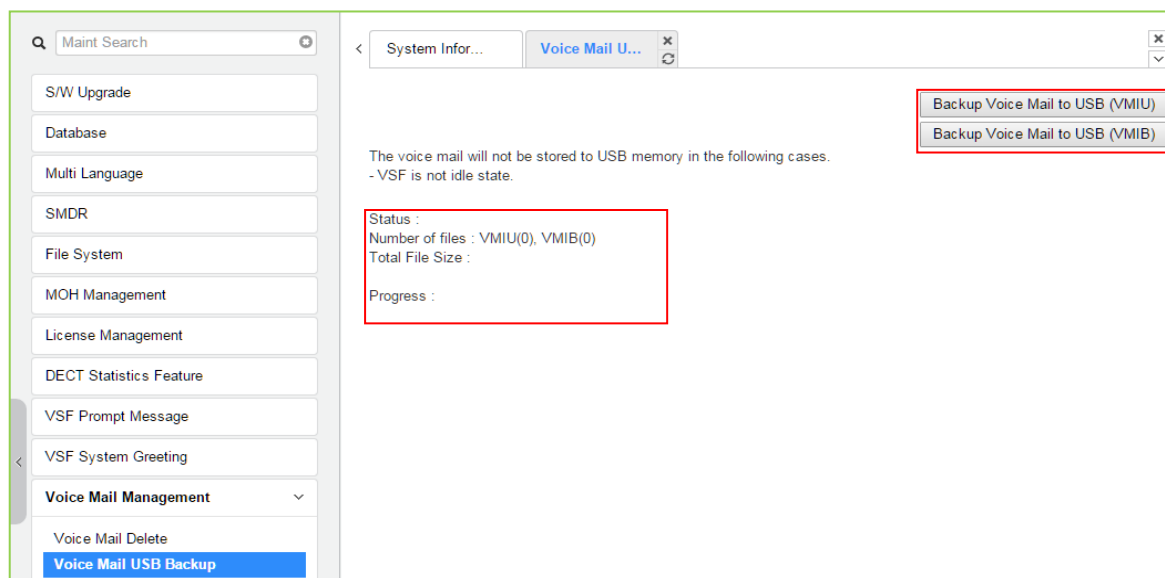 Maint Search
S/W Upgrade
Database
Multi Language
SMDR
File System
MOH Management
License Management
DECT Statistics Feature
VSF Prompt Message
VSF System Greeting
Voice Mail Management
Voice Mail Delete
Voice Mail USB Backup
System Infor...
Voice Mail U...
Backup Voice Mail to USB (VMIU)
Backup Voice Mail to USB (VMIB)
The voice mail will not be stored to USB memory in the following cases.
- VSF is not idle state.
Status :
Number of files : VMIU(0), VMIB(0)
Total File Size :
Progress :